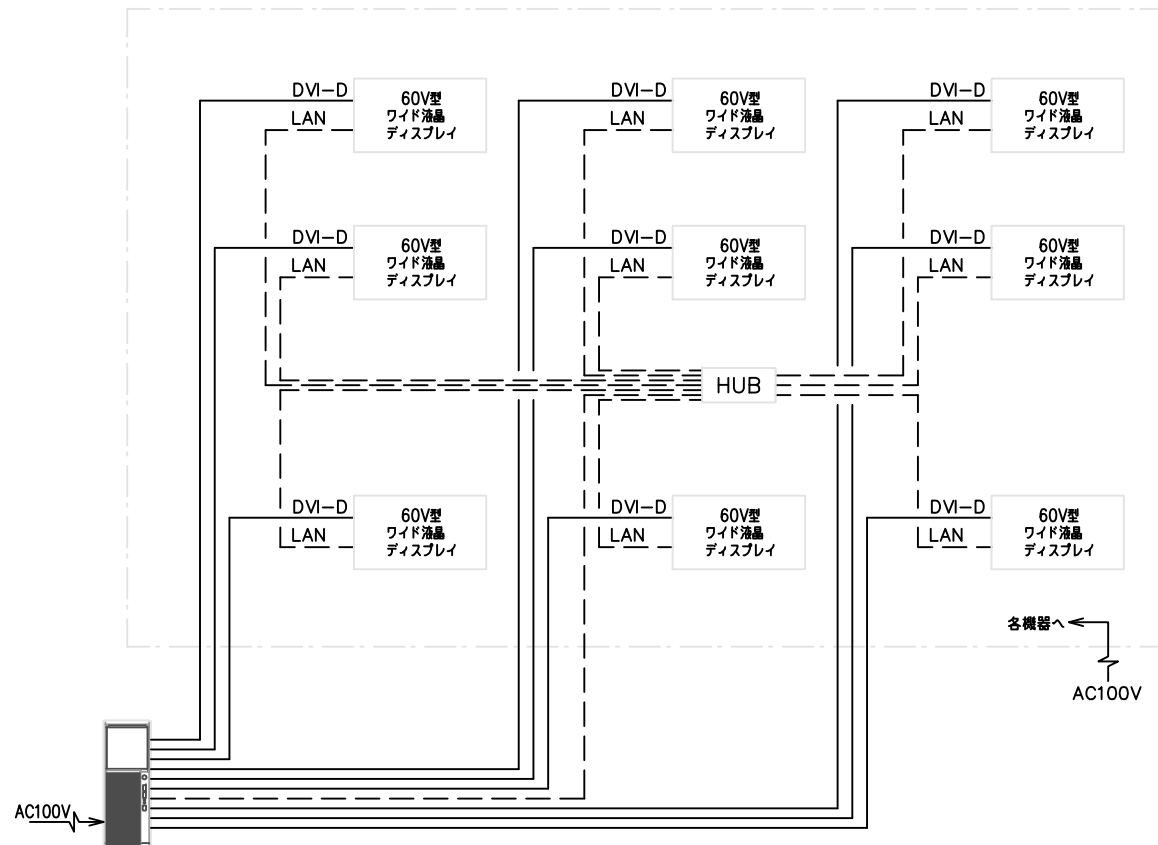 DVI-D
LAN
60V型
ワイド液晶
ディスプレイ
DVI-D
LAN
60V型
ワイド液晶
ディスプレイ
DVI-D
LAN
60V型
ワイド液晶
ディスプレイ
DVI-D
LAN
60V型
ワイド液晶
ディスプレイ
DVI-D
LAN
60V型
ワイド液晶
ディスプレイ
DVI-D
LAN
60V型
ワイド液晶
ディスプレイ
HUB
DVI-D
LAN
60V型
ワイド液晶
ディスプレイ
DVI-D
LAN
60V型
ワイド液晶
ディスプレイ
DVI-D
LAN
60V型
ワイド液晶
ディスプレイ
各機器へ
AC100V
AC100V